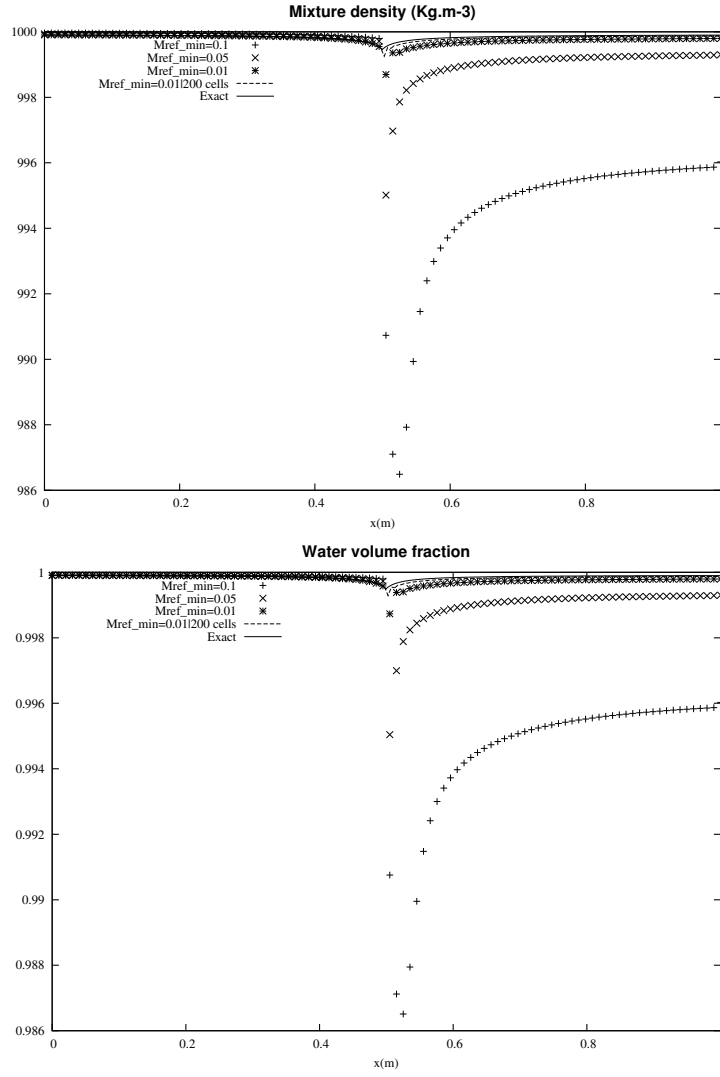 Mixture density (Kg.m-3)
1000
998
996
994
992
990
988
986
Mref_min=0.1
Mref_min=0.05
Mref_min=0.01
Mref_min=0.01|200 cells
Exact
0
0.2
0.4
0.6
0.8
x(m)
Water volume fraction
1
0.998
0.996
0.994
0.992
0.99
0.988
0.986
Mref_min=0.1
Mref_min=0.05
Mref_min=0.01
Mref_min=0.01|200 cells
Exact
0
0.2
0.4
0.6
0.8
x(m)